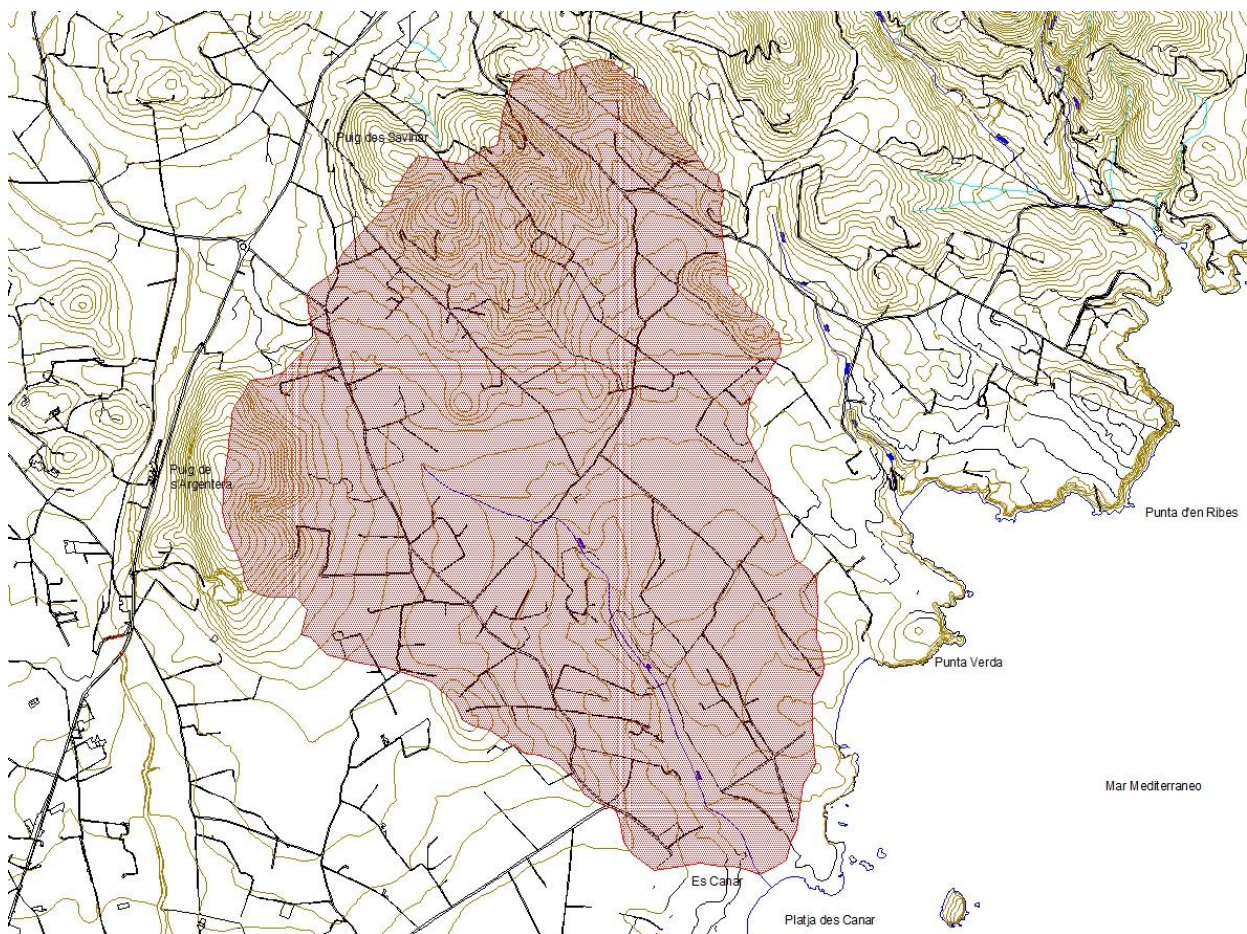 Puig des Savinar
Puig de
s'Argentera
Punta d'en Ribes
Punta Verda
Mar Mediterraneo
Es Canar
Platja des Canar